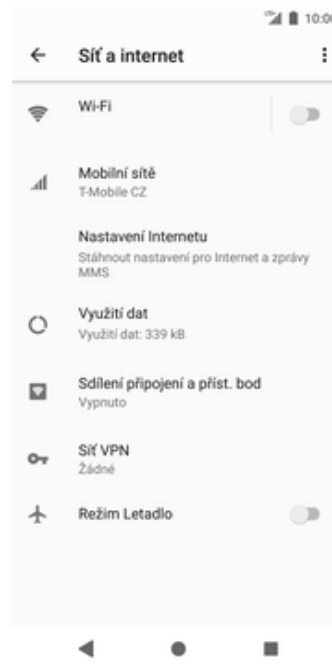 10:00
Síť a internet
Wi-Fi
Mobilní sítě
T-Mobile CZ
Nastavení Internetu
Stáhnout nastavení pro Internet a zprávy
MMS
Využití dat
Využití dat: 339 kB
Sdílení připojení a příst. bod
Vypnuto
Síť VPN
Žádné
Režim Letadlo